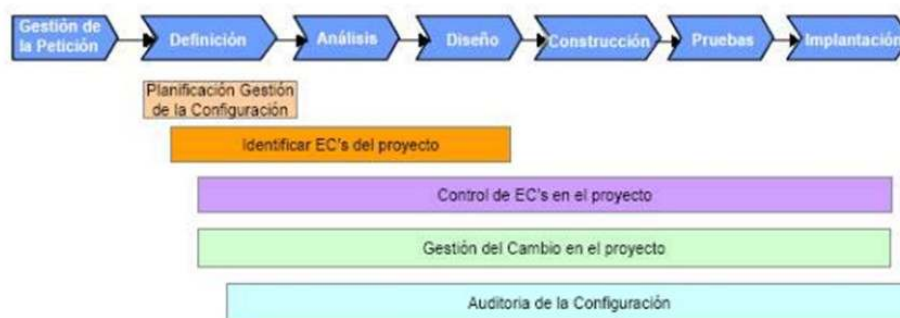 Gestión de
la Petición
Definición
Análisis
Diseño
Construcción
Pruebas
Implantación
Planificación Gestión
de la Configuración
Identificar EC's del proyecto
Control de EC's en el proyecto
Gestión del Cambio en el proyecto
Auditoria de la Configuración